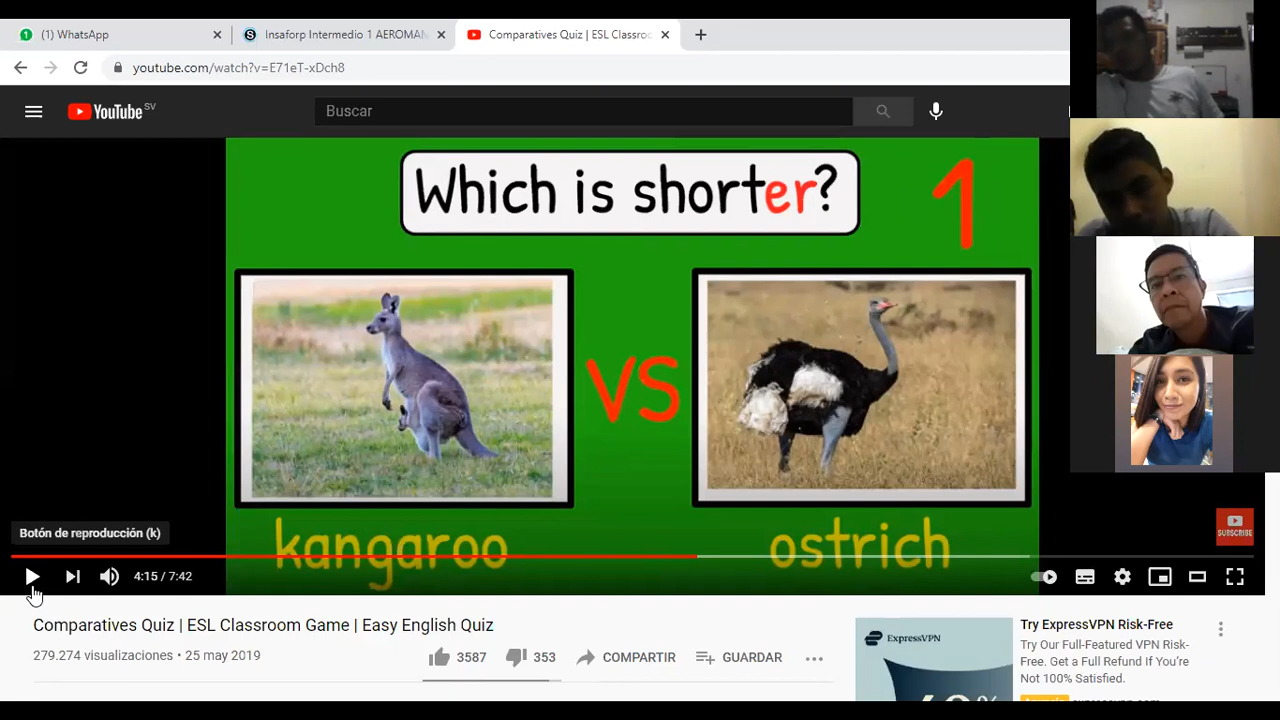 (1) WhatsApp
Insaforp Intermedio 1 AEROMAN
Comparatives Quiz | ESL Classroo
youtube.com/watch?v=E71eT-xDch8
YouTube SV
Buscar
Which is shorter?
1
VS
kangaroo
ostrich
SUBSCRIBE
Botón de reproducción (k)
4:15 / 7:42
Comparatives Quiz | ESL Classroom Game | Easy English Quiz
279.274 visualizaciones • 25 may 2019
3587
353
COMPARTIR
GUARDAR
ExpressVPN
Try ExpressVPN Risk-Free
Try Our Full-Featured VPN Risk-
Free. Get a Full Refund If You're
Not 100% Satisfied.